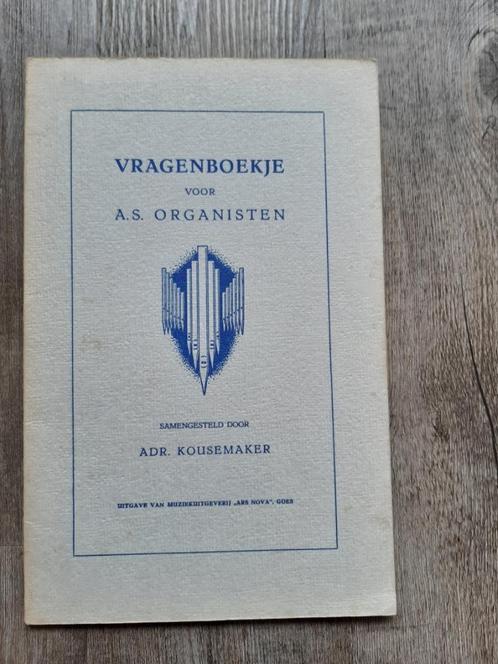 VRAGENBOEKJE
VOOR
A.S. ORGANISTEN
SAMENGESTELD DOOR
ADR. KOUSEMAKER
UITGAVE VAN MUZIEKUITGEVERIJ „ARS NOVA", GOES